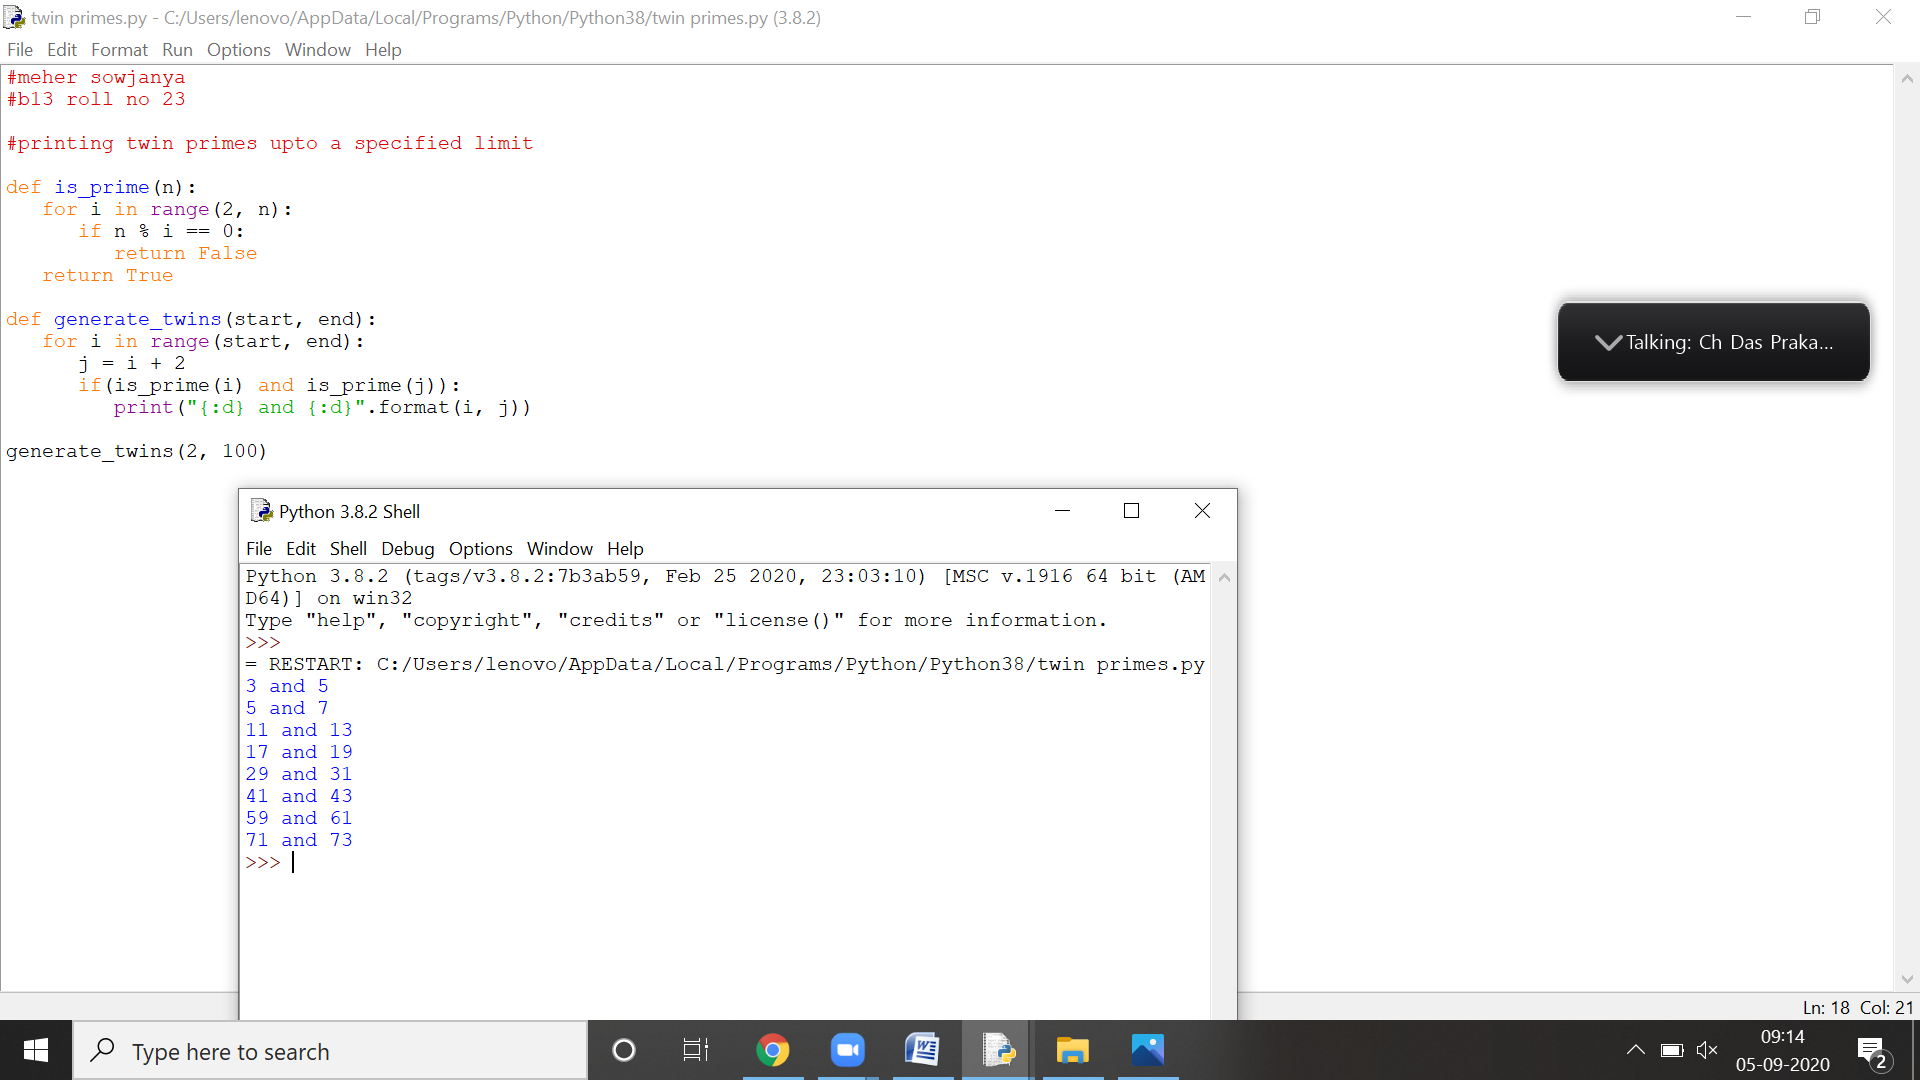 twin primes.py - C:/Users/lenovo/AppData/Local/Programs/Python/Python38/twin primes.py (3.8.2)
File Edit Format Run Options Window Help
#meher sowjanya
#b13 roll no 23
#printing twin primes upto a specified limit
def is_prime(n):
   for i in range(2, n):
      if n % i == 0:
         return False
   return True
def generate_twins(start, end):
   for i in range(start, end):
      j = i + 2
      if(is_prime(i) and is_prime(j)):
         print("{:d} and {:d}".format(i, j))
generate_twins(2, 100)
Talking: Ch Das Praka...
Python 3.8.2 Shell
File Edit Shell Debug Options Window Help
Python 3.8.2 (tags/v3.8.2:7b3ab59, Feb 25 2020, 23:03:10) [MSC v.1916 64 bit (AM
D64)] on win32
Type "help", "copyright", "credits" or "license()" for more information.
>>>
= RESTART: C:/Users/lenovo/AppData/Local/Programs/Python/Python38/twin primes.py
3 and 5
5 and 7
11 and 13
17 and 19
29 and 31
41 and 43
59 and 61
71 and 73
>>>
Ln: 18 Col: 21
Type here to search
09:14
05-09-2020
2